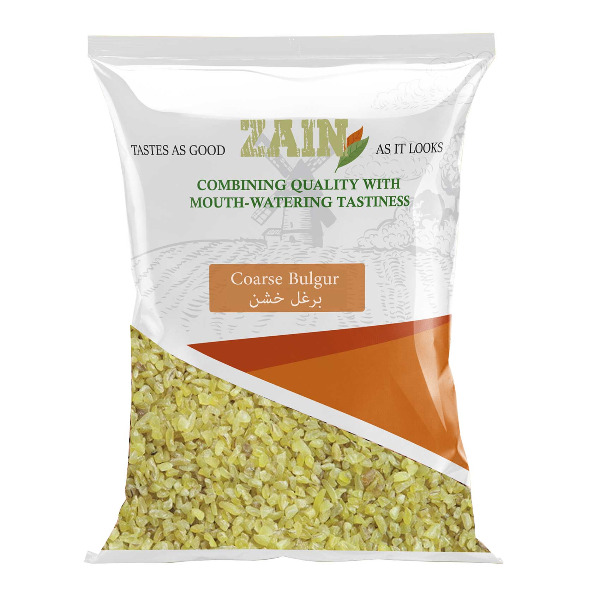 ZAIN
TASTES AS GOOD AS IT LOOKS
COMBINING QUALITY WITH
MOUTH-WATERING TASTINESS
Coarse Bulgur
برغل خشن